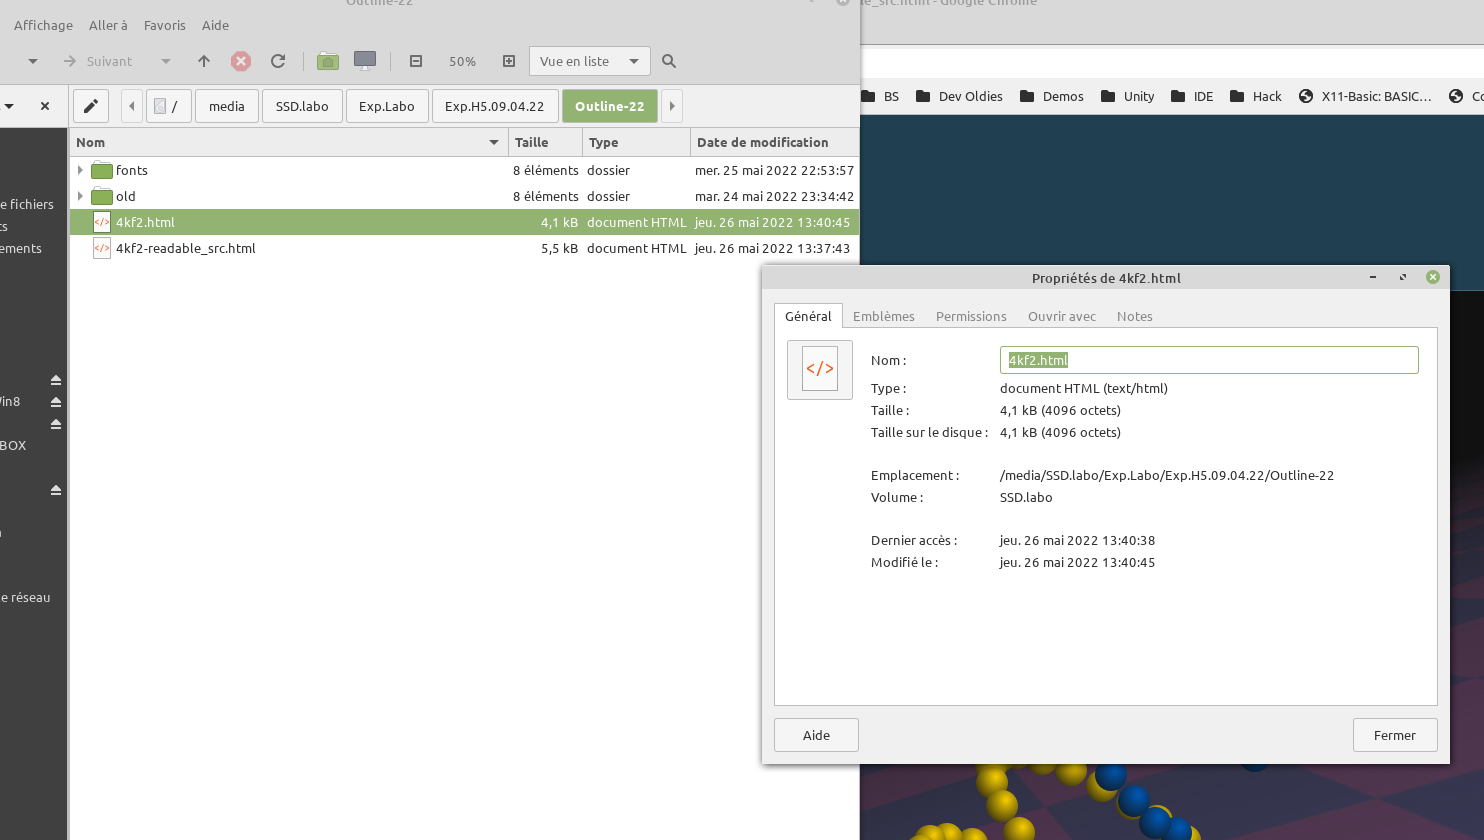 Outline-22
le_src.html - Google Chrome
Affichage Aller à Favoris Aide
Suivant 50% Vue en liste
/ media SSD.labo Exp.Labo Exp.H5.09.04.22 Outline-22
BS Dev Oldies Demos Unity IDE Hack X11-Basic: BASIC... Co
Nom Taille Type Date de modification
fonts 8 éléments dossier mer. 25 mai 2022 22:53:57
old 8 éléments dossier mar. 24 mai 2022 23:34:42
4kf2.html 4,1 kB document HTML jeu. 26 mai 2022 13:40:45
4kf2-readable_src.html 5,5 kB document HTML jeu. 26 mai 2022 13:37:43
e fichiers
ts
ements
Win8
BOX
e réseau
Propriétés de 4kf2.html
Général Emblèmes Permissions Ouvrir avec Notes
</>
Nom : 4kf2.html
Type : document HTML (text/html)
Taille : 4,1 kB (4096 octets)
Taille sur le disque : 4,1 kB (4096 octets)
Emplacement : /media/SSD.labo/Exp.Labo/Exp.H5.09.04.22/Outline-22
Volume : SSD.labo
Dernier accès : jeu. 26 mai 2022 13:40:38
Modifié le : jeu. 26 mai 2022 13:40:45
Aide Fermer